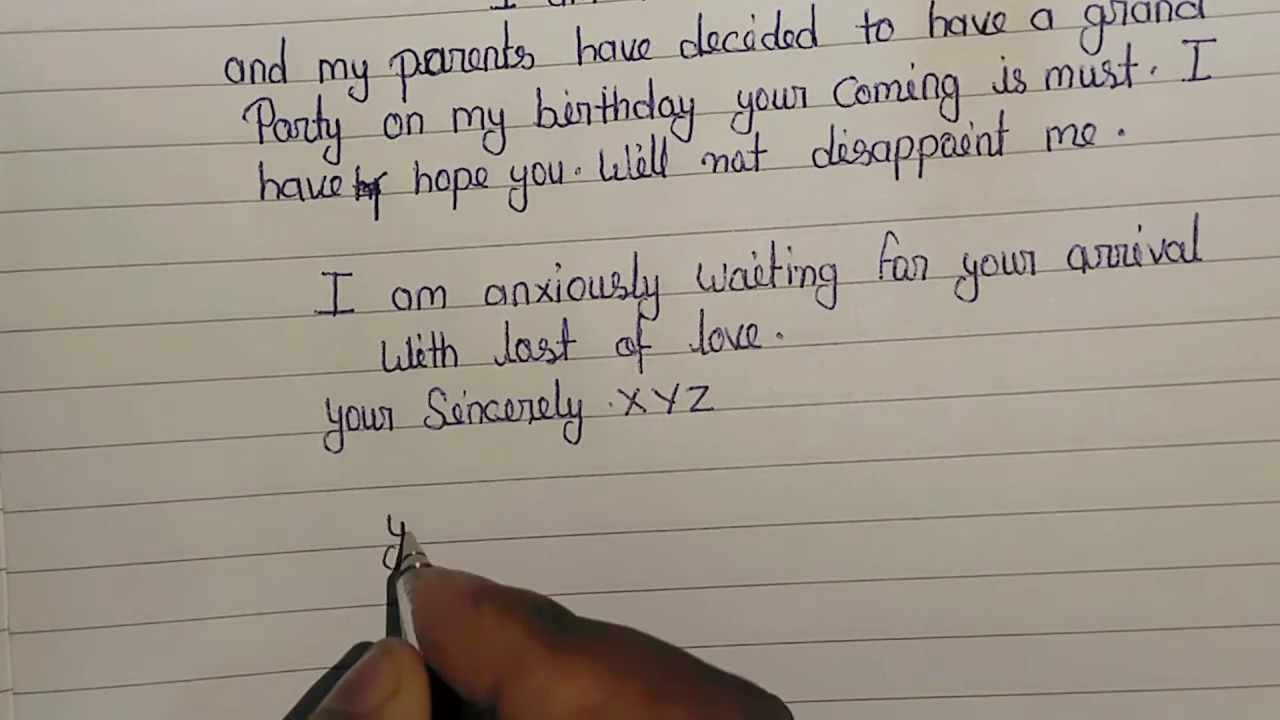 and my parents have decided to have a grand
Party on my birthday your Coming is must. I
have hope you. Will not disappoint me.
I am anxiously waiting for your arrival
With last of love.
your Sincerely .XYZ
y